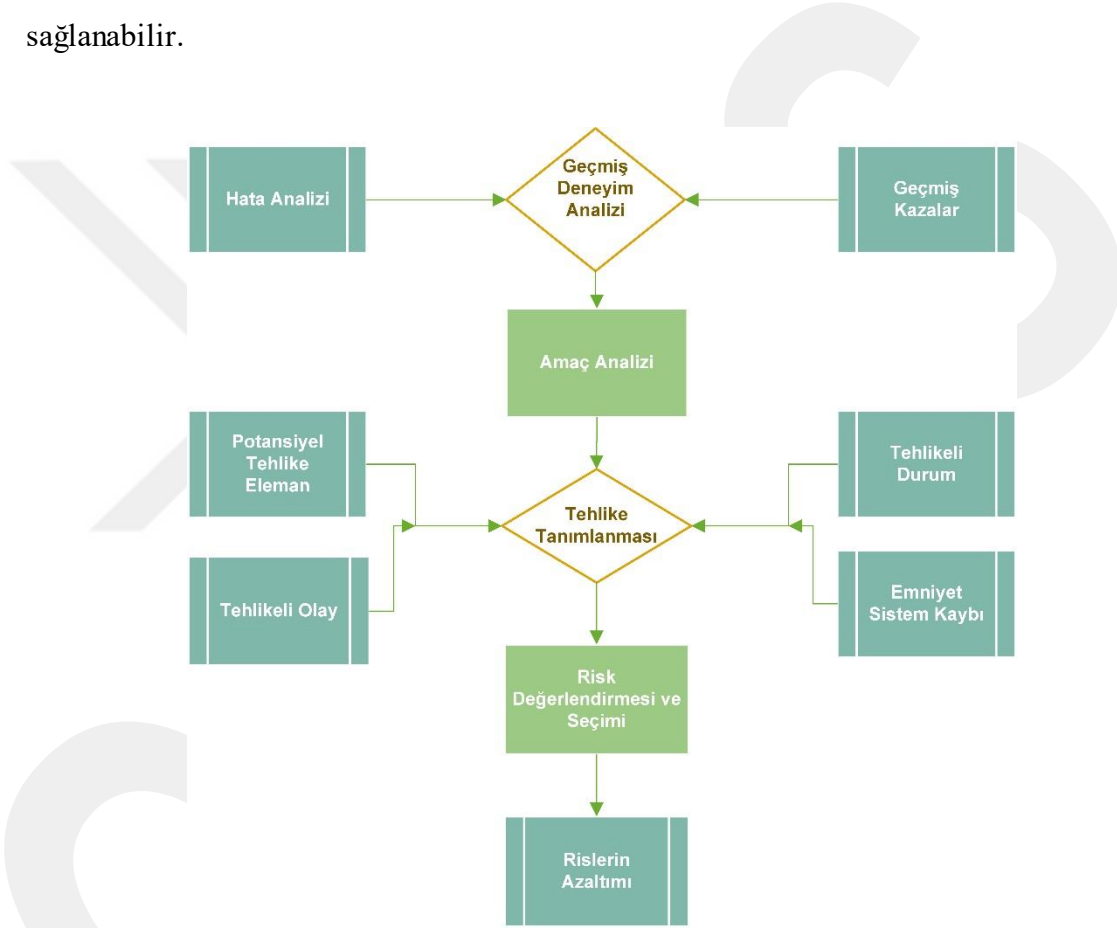 sağlanabilir.
Hata Analizi
Geçmiş
Deneyim
Analizi
Geçmiş
Kazalar
Amaç Analizi
Potansiyel
Tehlike
Eleman
Tehlikeli
Durum
Tehlike
Tanımlanması
Tehlikeli Olay
Emniyet
Sistem Kaybı
Risk
Değerlendirmesi ve
Seçimi
Rislerin
Azaltımı